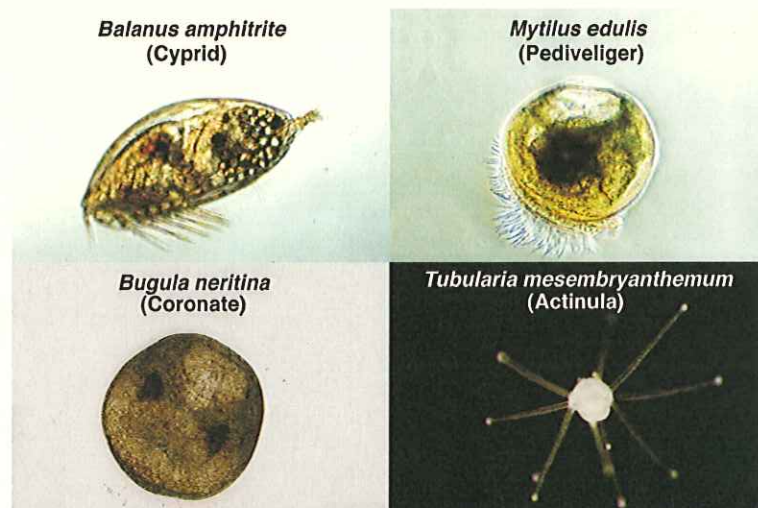 Balanus amphitrite
(Cyprid)
Mytilus edulis
(Pediveliger)
Bugula neritina
(Coronate)
Tubularia mesembryanthemum
(Actinula)